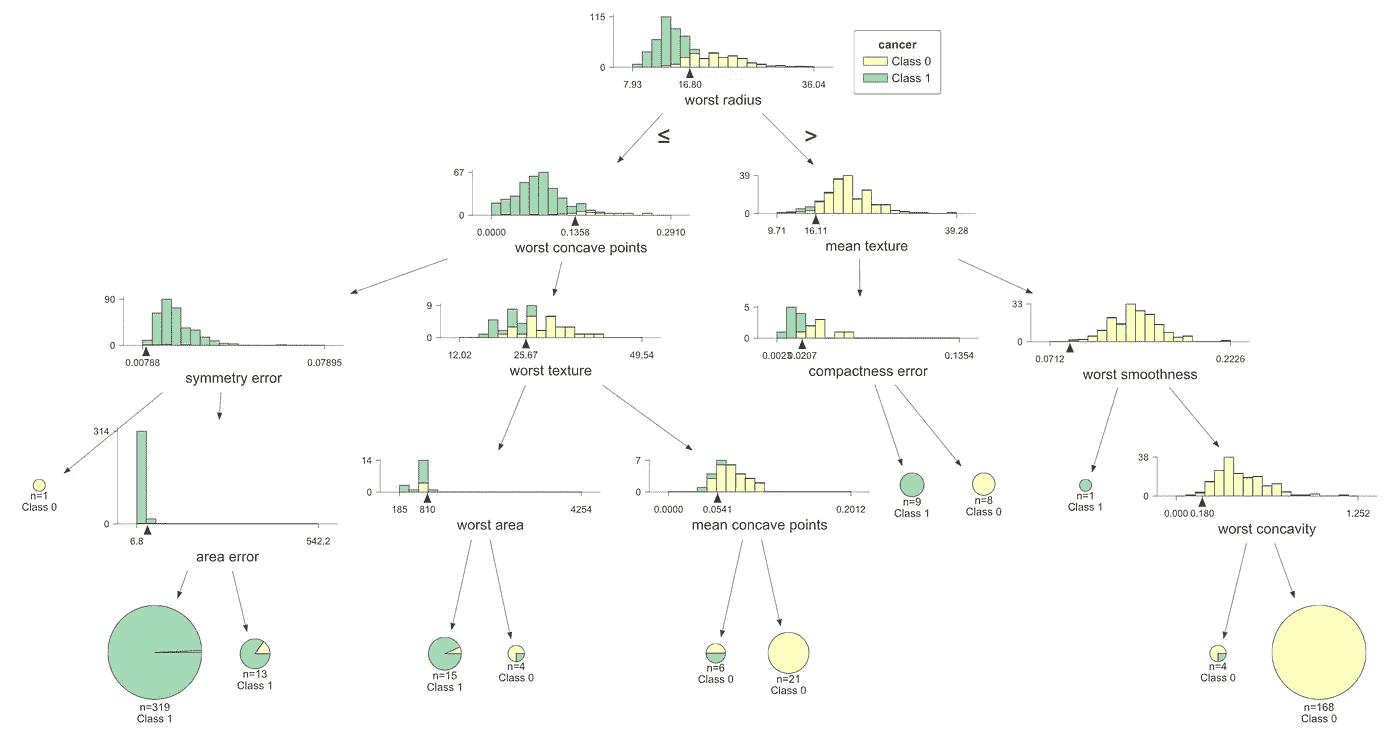 115
0
7.93 16.80 36.04
worst radius
cancer
Class 0
Class 1
≤ >
67
0
0.0000 0.1358 0.2910
worst concave points
39
0
9.71 16.11 39.28
mean texture
90
0
0.00788 0.07895
symmetry error
9
0
12.02 25.67 49.54
worst texture
5
0
0.0023 0.0207 0.1354
compactness error
33
0
0.0712 0.2226
worst smoothness
n=1
Class 0
314
0
6.8 542.2
area error
14
0
185 810 4254
worst area
7
0
0.0000 0.0541 0.2012
mean concave points
n=9
Class 1
n=8
Class 0
n=1
Class 1
38
0
0.000 0.180 1.252
worst concavity
n=319
Class 1
n=13
Class 1
n=15
Class 1
n=4
Class 0
n=6
Class 0
n=21
Class 0
n=4
Class 0
n=168
Class 0